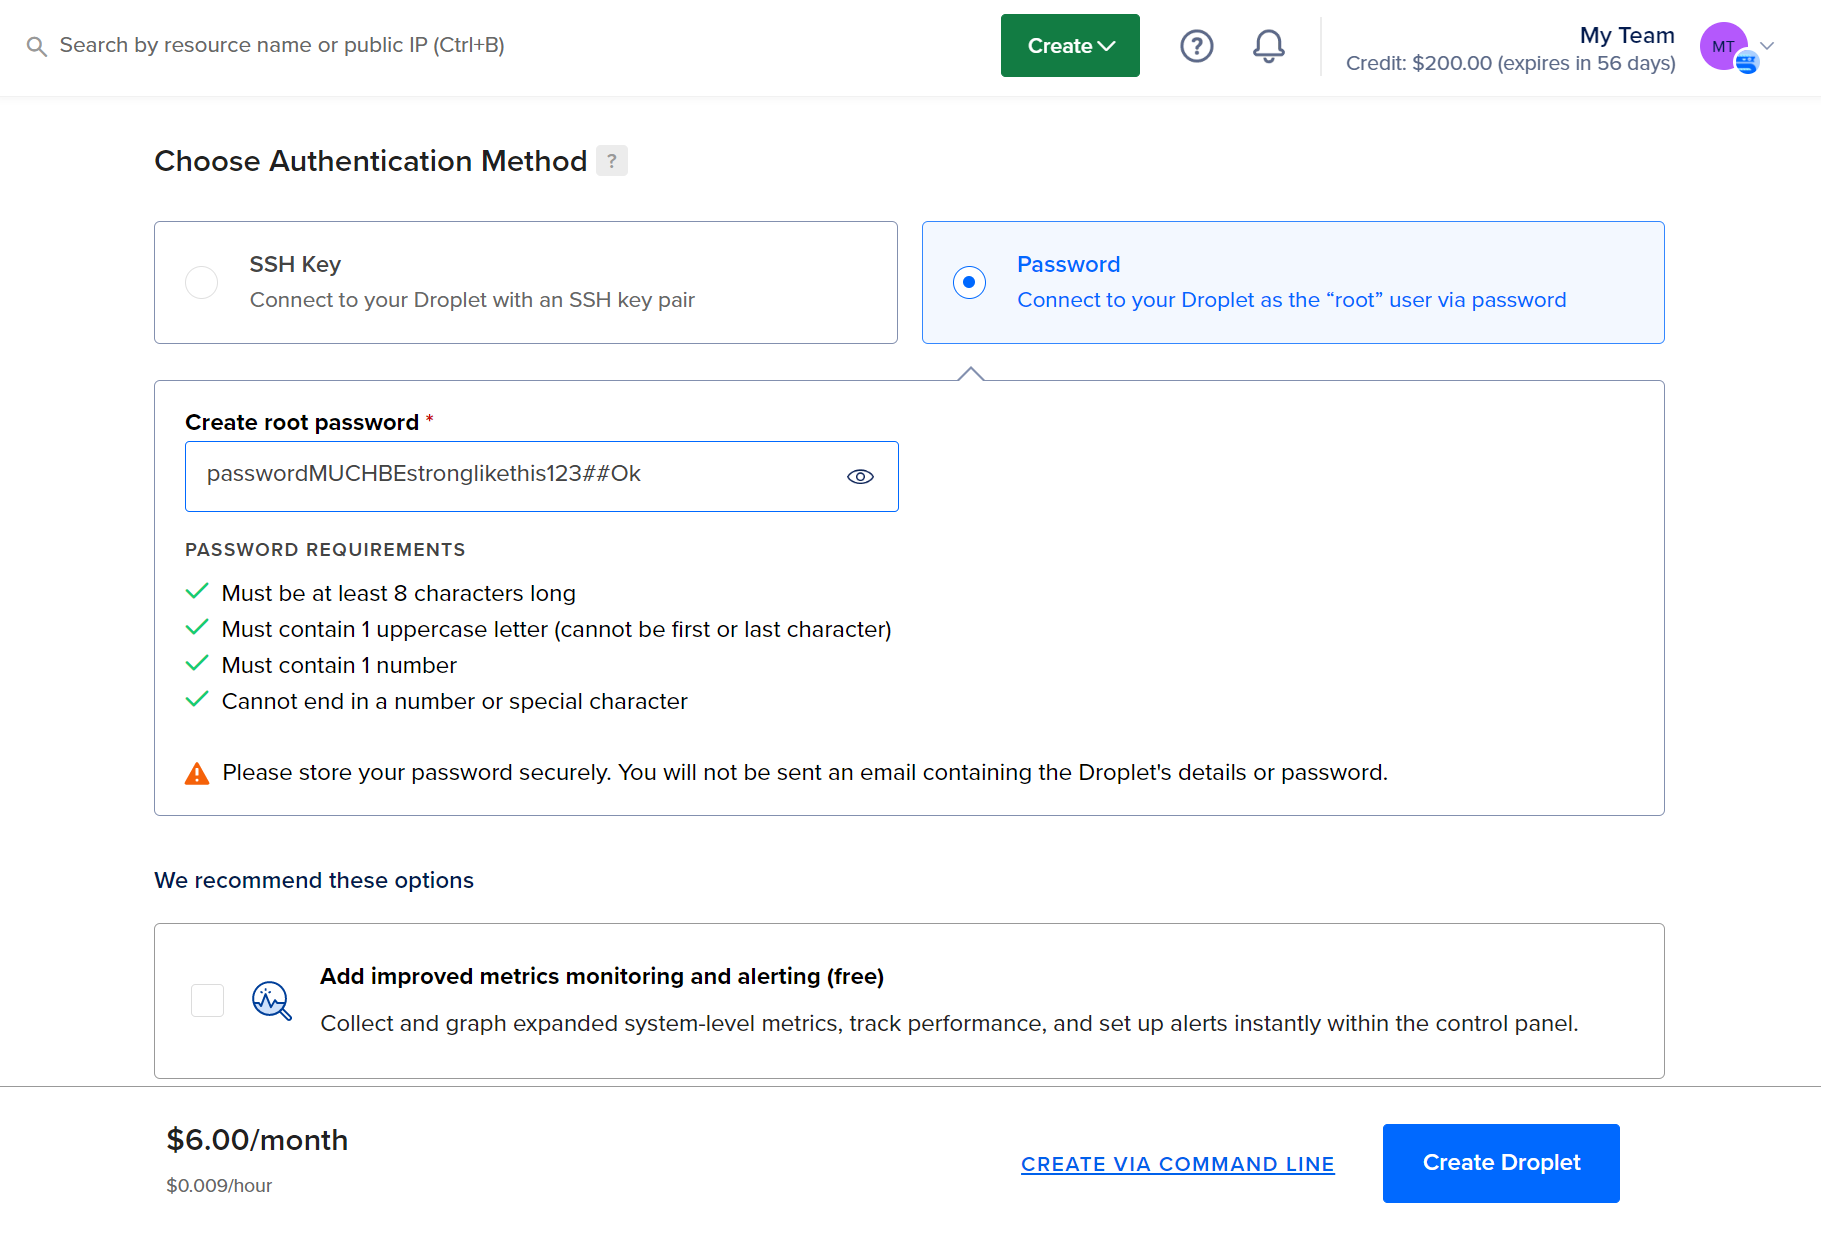 Search by resource name or public IP (Ctrl+B)
Create
?
My Team
Credit: $200.00 (expires in 56 days)
MT
Choose Authentication Method ?
SSH Key
Connect to your Droplet with an SSH key pair
Password
Connect to your Droplet as the “root” user via password
Create root password *
passwordMUCHBEstronglikethis123##Ok
PASSWORD REQUIREMENTS
Must be at least 8 characters long
Must contain 1 uppercase letter (cannot be first or last character)
Must contain 1 number
Cannot end in a number or special character
Please store your password securely. You will not be sent an email containing the Droplet's details or password.
We recommend these options
Add improved metrics monitoring and alerting (free)
Collect and graph expanded system-level metrics, track performance, and set up alerts instantly within the control panel.
$6.00/month
$0.009/hour
CREATE VIA COMMAND LINE
Create Droplet